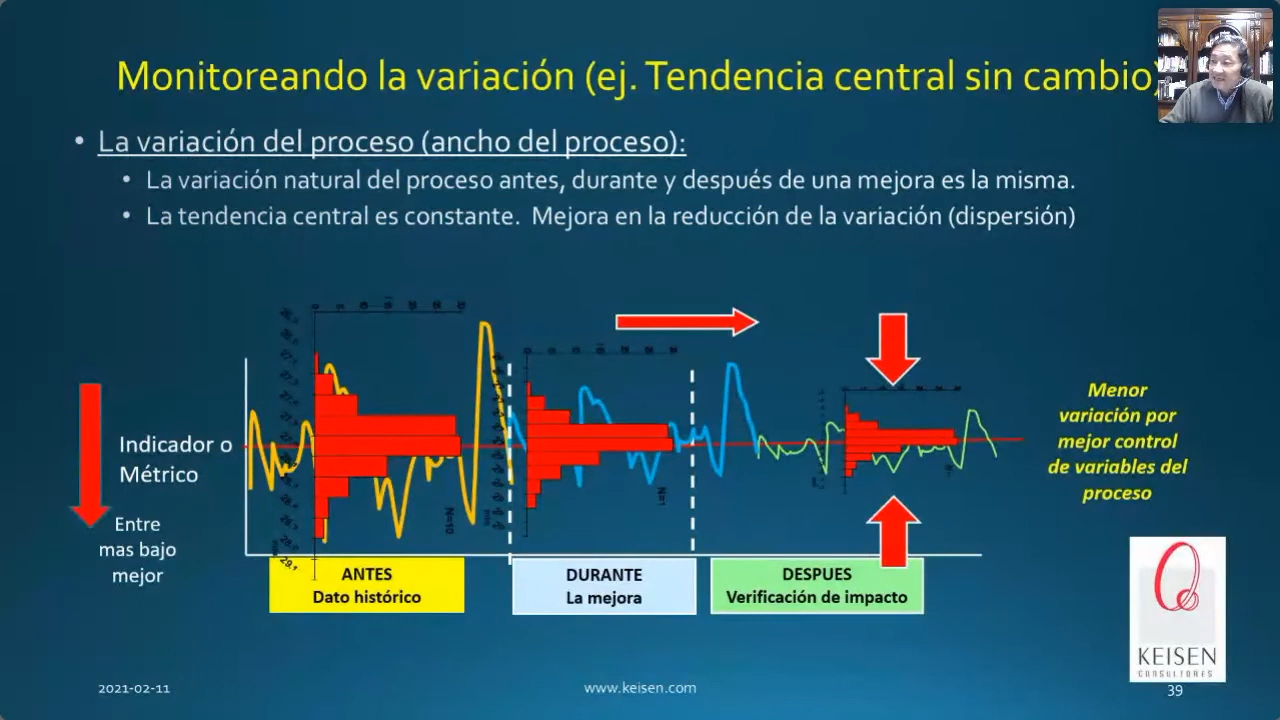 Monitoreando la variación (ej. Tendencia central sin cambio)
• La variación del proceso (ancho del proceso):
• La variación natural del proceso antes, durante y después de una mejora es la misma.
• La tendencia central es constante. Mejora en la reducción de la variación (dispersión)
Indicador o
Métrico
Entre
mas bajo
mejor
Menor
variación por
mejor control
de variables del
proceso
ANTES
Dato histórico
DURANTE
La mejora
DESPUES
Verificación de impacto
KEISEN
CONSULTORES
2021-02-11
www.keisen.com
39